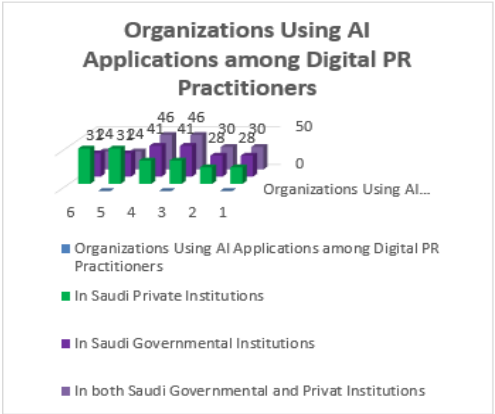 Organizations Using AI
Applications among Digital PR
Practitioners
46 46
31 24 31 24 41 41 30 30
28 28
50
0
Organizations Using AI...
6 5 4 3 2 1
Organizations Using AI Applications among Digital PR
Practitioners
In Saudi Private Institutions
In Saudi Governmental Institutions
In both Saudi Governmental and Privat Institutions